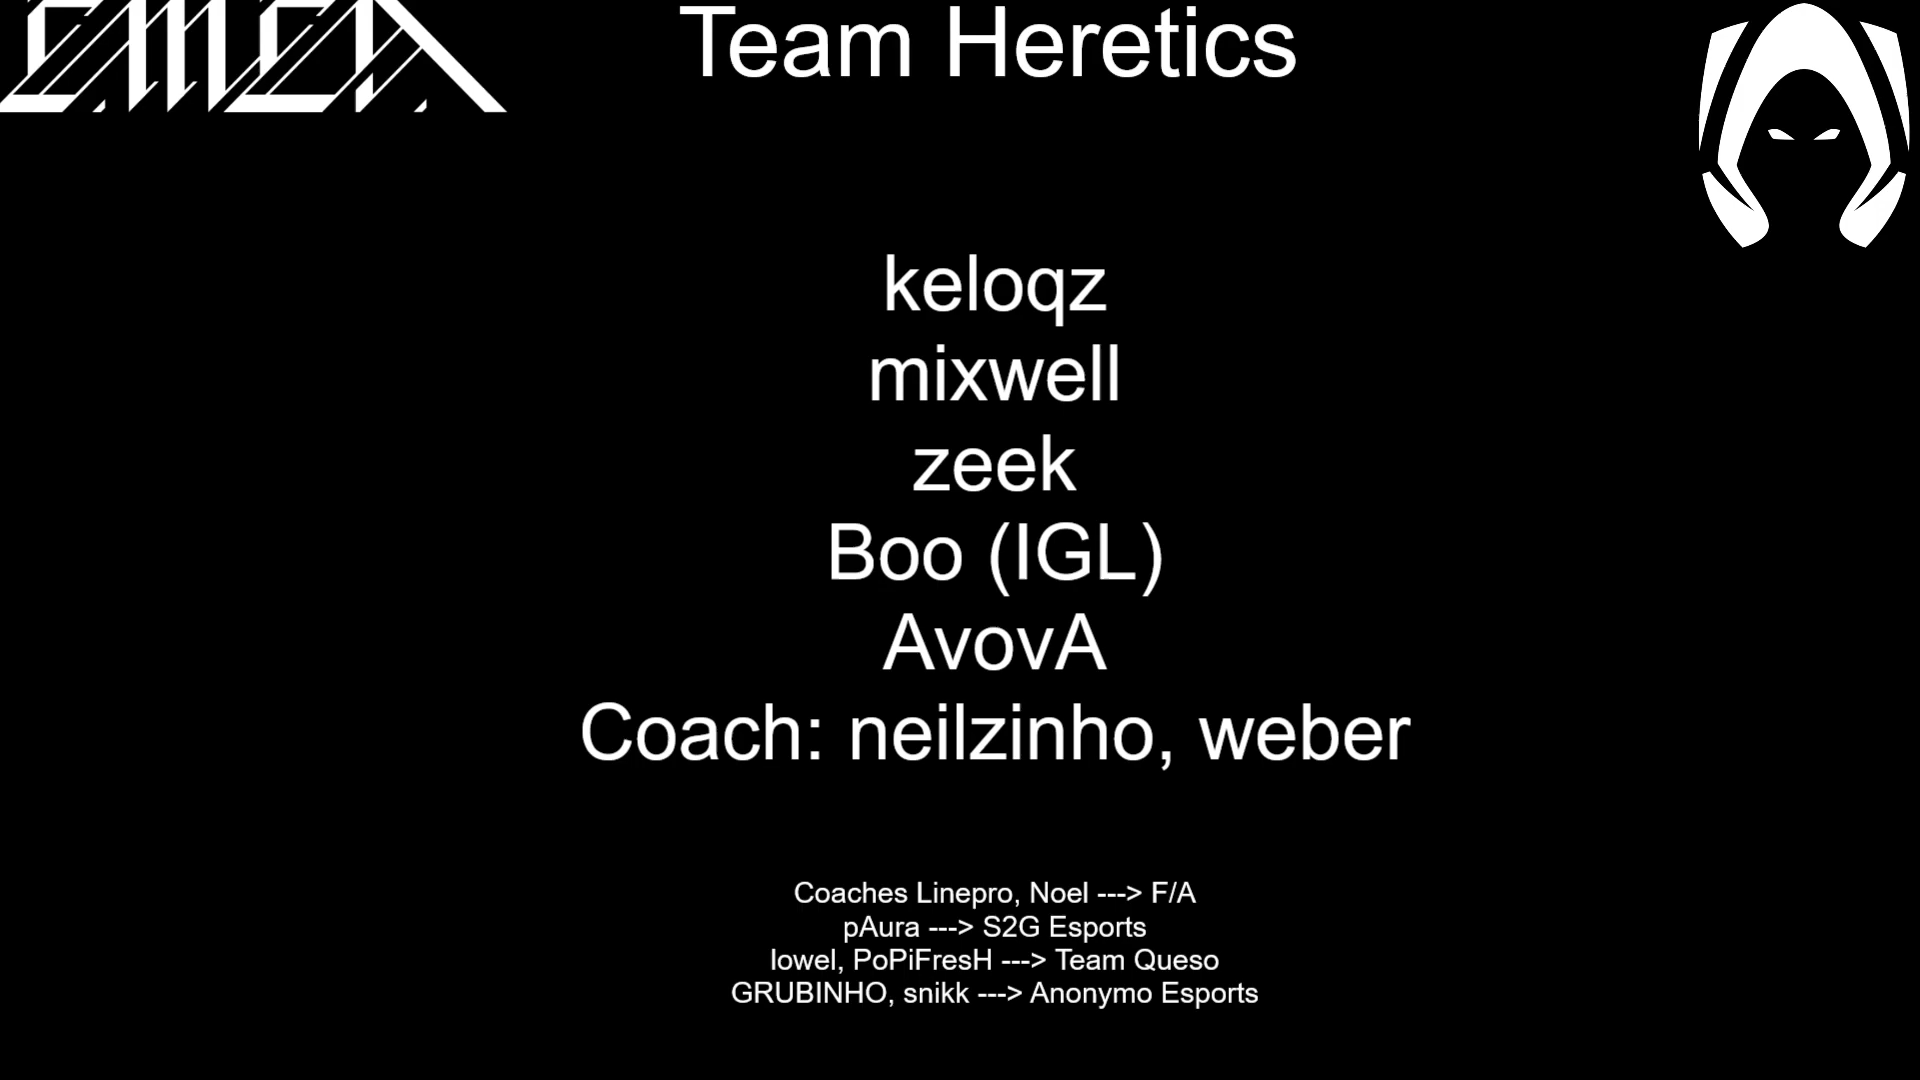 EMEA
Team Heretics
keloqz
mixwell
zeek
Boo (IGL)
AvovA
Coach: neilzinho, weber
Coaches Linepro, Noel ---> F/A
pAura ---> S2G Esports
lowel, PoPiFresH ---> Team Queso
GRUBINHO, snikk ---> Anonymo Esports